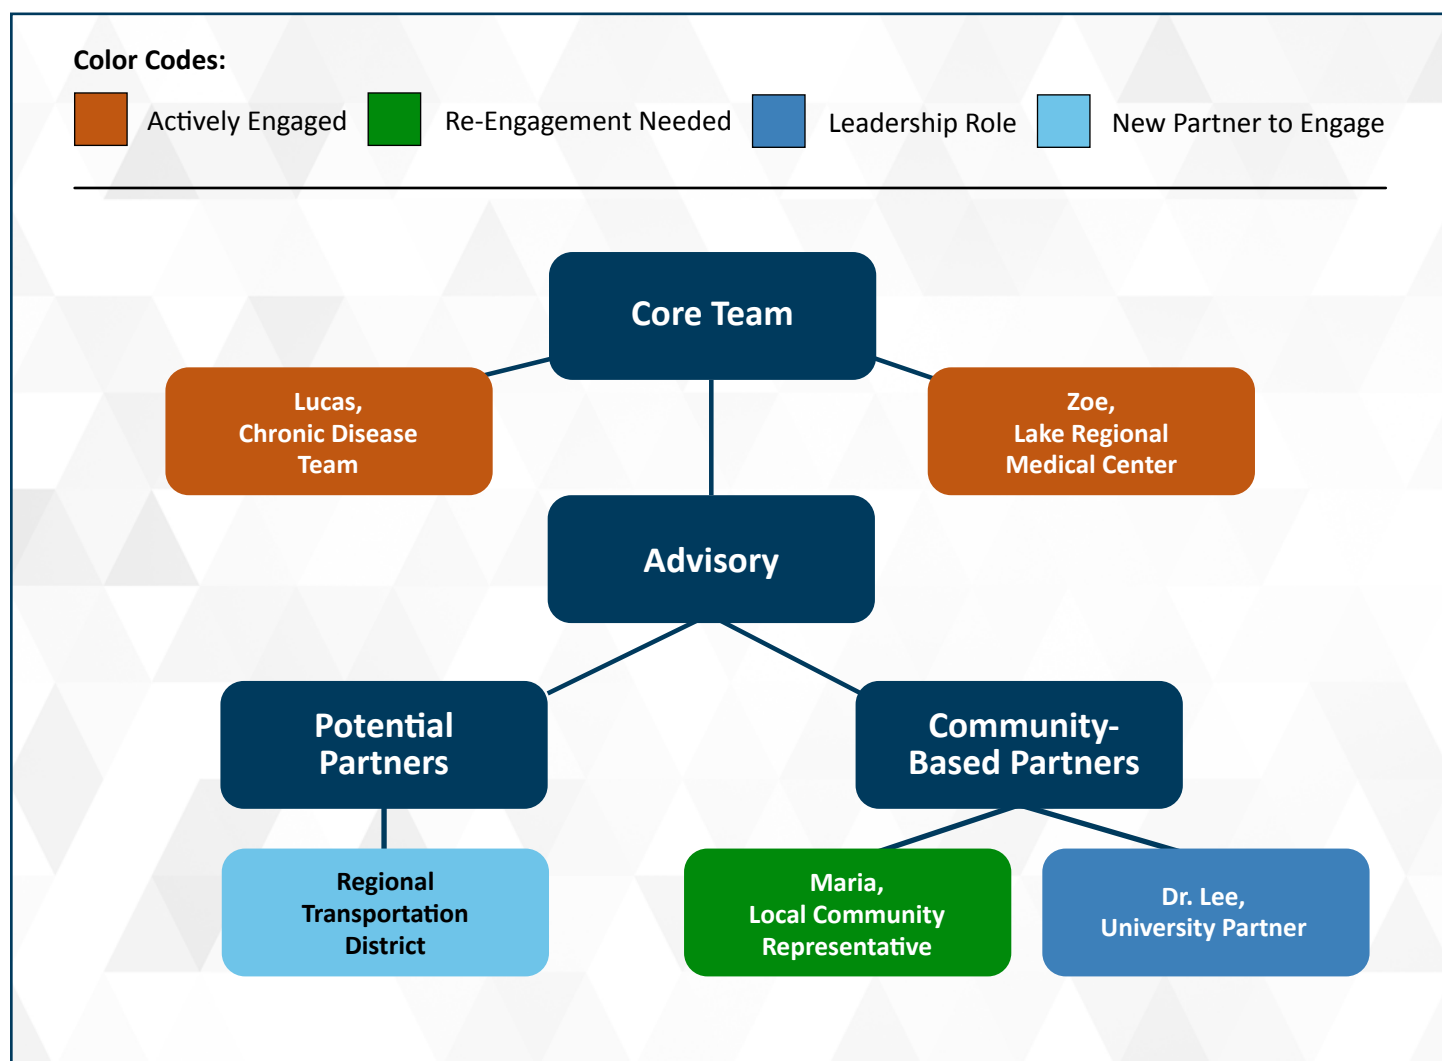 Color Codes:
Actively Engaged
Re-Engagement Needed
Leadership Role
New Partner to Engage
Core Team
Lucas,
Chronic Disease
Team
Zoe,
Lake Regional
Medical Center
Advisory
Potential
Partners
Community-
Based Partners
Regional
Transportation
District
Maria,
Local Community
Representative
Dr. Lee,
University Partner